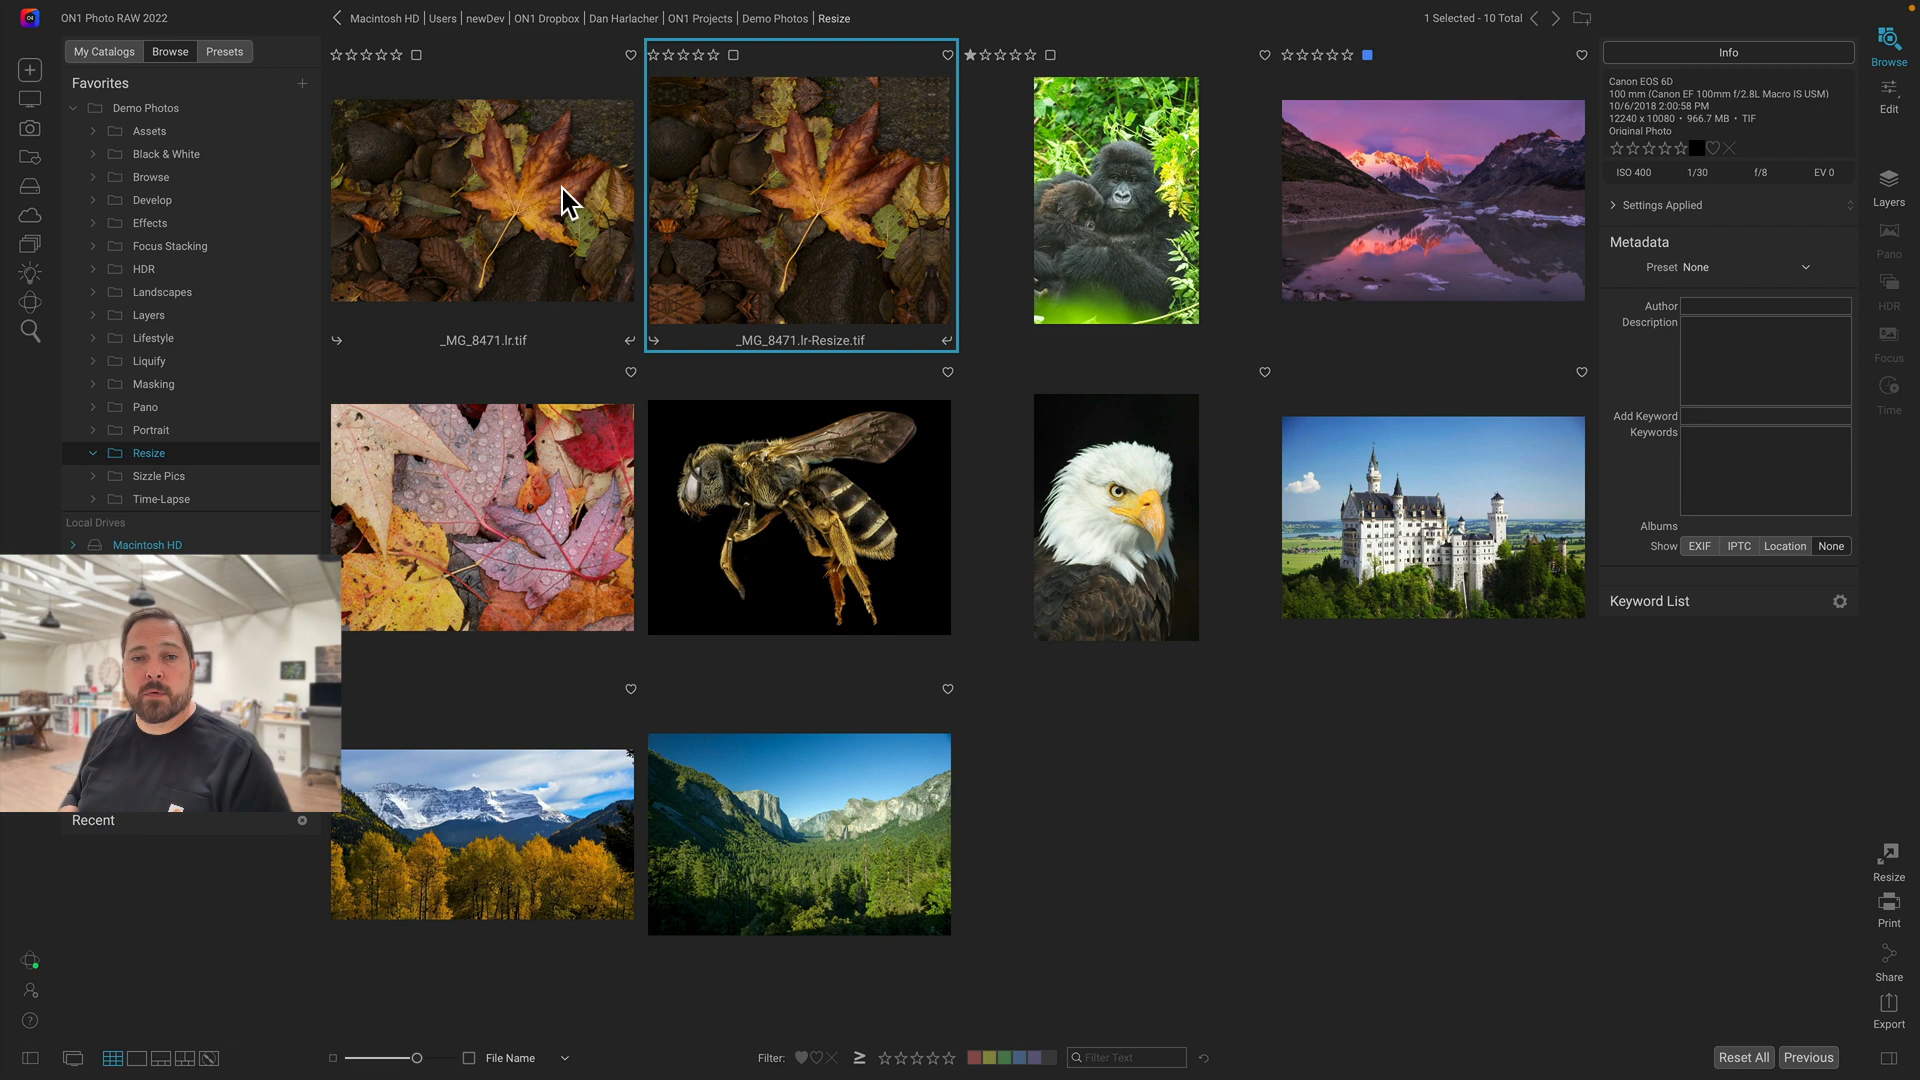 ON1 Photo RAW 2022
Macintosh HD | Users | newDev | ON1 Dropbox | Dan Harlacher | ON1 Projects | Demo Photos | Resize
1 Selected - 10 Total
My Catalogs Browse Presets
Favorites
Demo Photos
Assets
Black & White
Browse
Develop
Effects
Focus Stacking
HDR
Landscapes
Layers
Lifestyle
Liquify
Masking
Pano
Portrait
Resize
Sizzle Pics
Time-Lapse
Local Drives
Macintosh HD
Recent
_MG_8471.lr.tif
_MG_8471.lr-Resize.tif
Info
Canon EOS 6D
100 mm (Canon EF 100mm f/2.8L Macro IS USM)
10/6/2018 2:00:58 PM
12240 x 10080 • 966.7 MB • TIF
Original Photo
ISO 400 1/30 f/8 EV 0
Settings Applied
Metadata
Preset None
Author
Description
Add Keyword
Keywords
Albums
Show EXIF IPTC Location None
Keyword List
Browse
Edit
Layers
Pano
HDR
Focus
Time
Resize
Print
Share
Export
File Name
Filter:
Filter Text
Reset All Previous